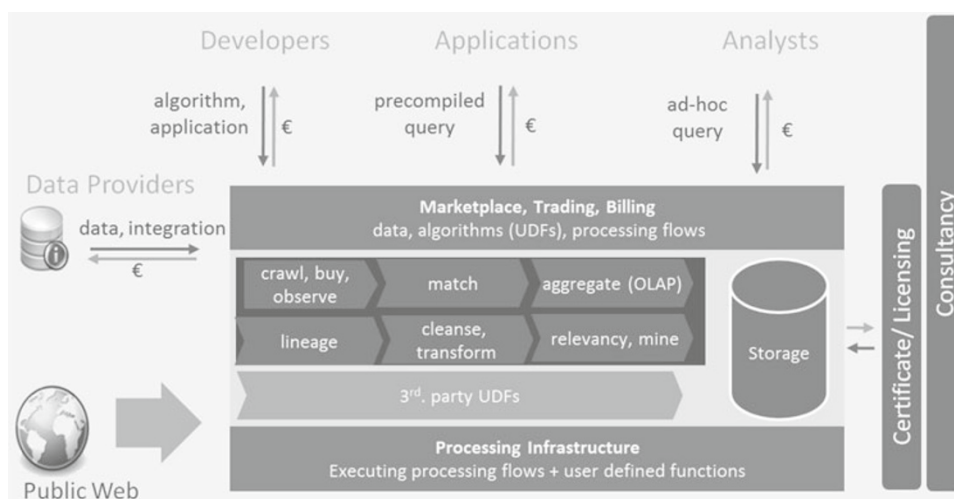 Developers
Applications
Analysts
algorithm,
application
€
precompiled
query
€
ad-hoc
query
€
Data Providers
data, integration
€
Marketplace, Trading, Billing
data, algorithms (UDFs), processing flows
crawl, buy,
observe
match
aggregate (OLAP)
lineage
cleanse,
transform
relevancy, mine
Storage
3rd. party UDFs
Processing Infrastructure
Executing processing flows + user defined functions
Public Web
Certificate/ Licensing
Consultancy